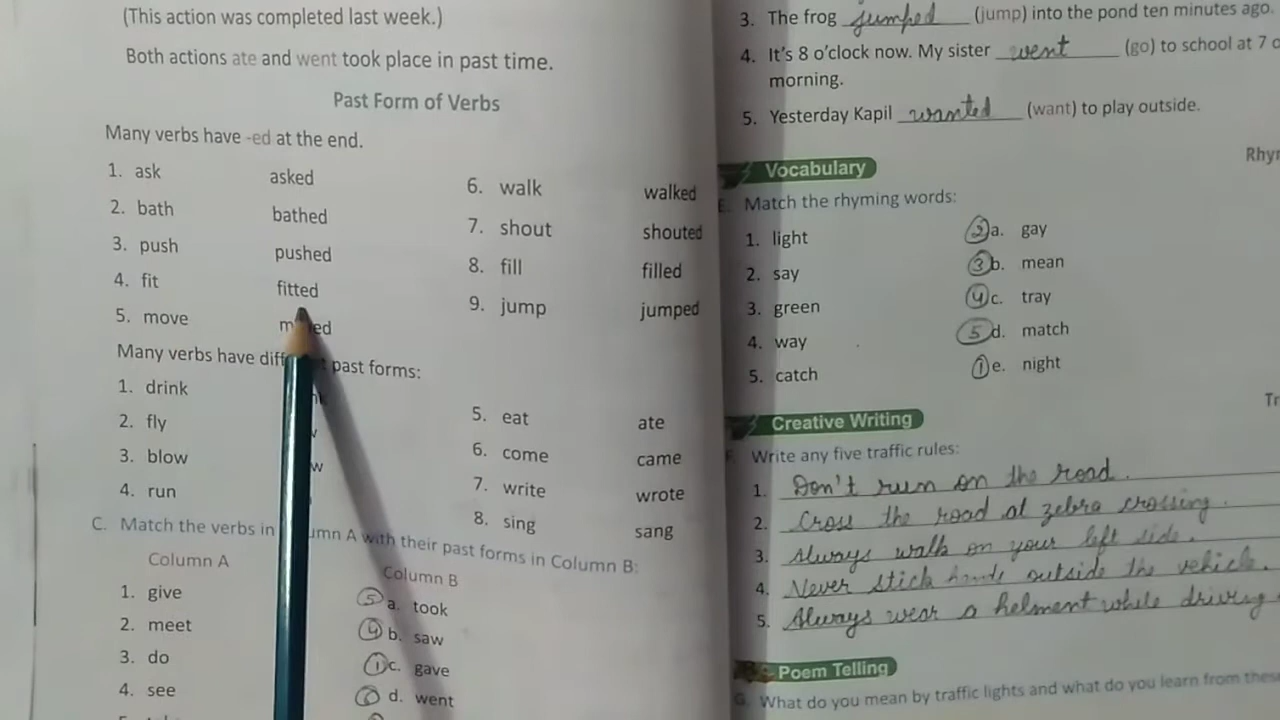 (This action was completed last week.)
Both actions ate and went took place in past time.
Past Form of Verbs
Many verbs have -ed at the end.
1. ask asked
2. bath bathed
3. push pushed
4. fit fitted
5. move
6. walk walked
7. shout shouted
8. fill filled
9. jump jumped
Many verbs have past forms:
1. drink
2. fly
3. blow
4. run
5. eat ate
6. come came
7. write wrote
8. sing sang
C. Match the verbs in A with their past forms in Column B:
Column A Column B
1. give (5) a. took
2. meet (4) b. saw
3. do (1) c. gave
4. see (6) d. went
3. The frog jumped (jump) into the pond ten minutes ago.
4. It's 8 o'clock now. My sister went (go) to school at 7
morning.
5. Yesterday Kapil wanted (want) to play outside.
Vocabulary
E. Match the rhyming words:
1. light (2) a. gay
2. say (3) b. mean
3. green (4) c. tray
4. way (5) d. match
5. catch (1) e. night
Creative Writing
F. Write any five traffic rules:
1. Don't run on the road.
2. Cross the road at zebra crossing.
3. Always walk on your left side.
4. Never stick hands outside the vehicle.
5. Always wear a helment while driving
Poem Telling
G. What do you mean by traffic lights and what do you learn from these